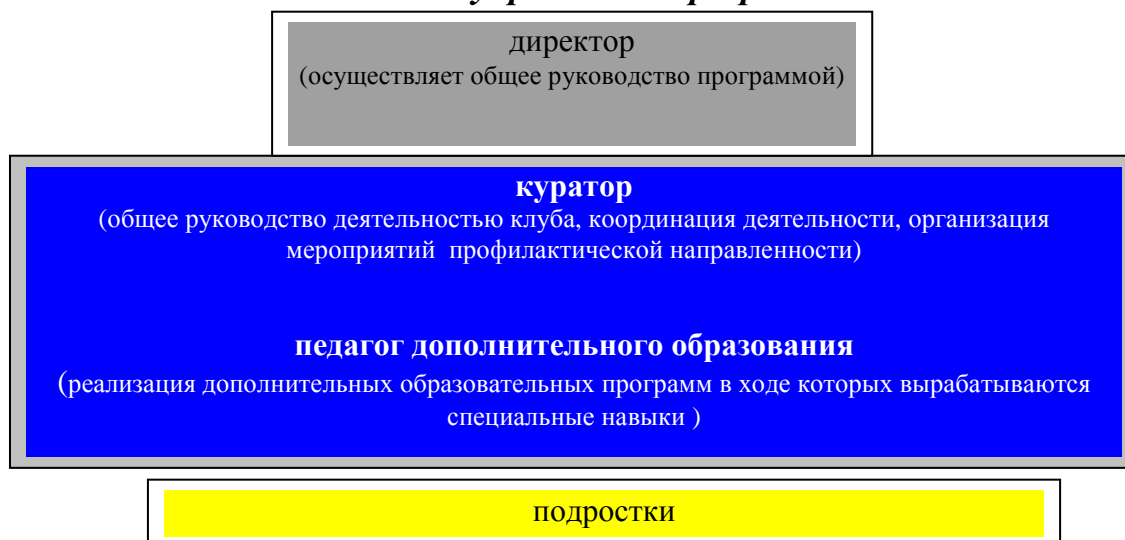 директор
(осуществляет общее руководство программой)
куратор
(общее руководство деятельностью клуба, координация деятельности, организация
мероприятий профилактической направленности)
педагог дополнительного образования
(реализация дополнительных образовательных программ в ходе которых вырабатываются
специальные навыки )
подростки